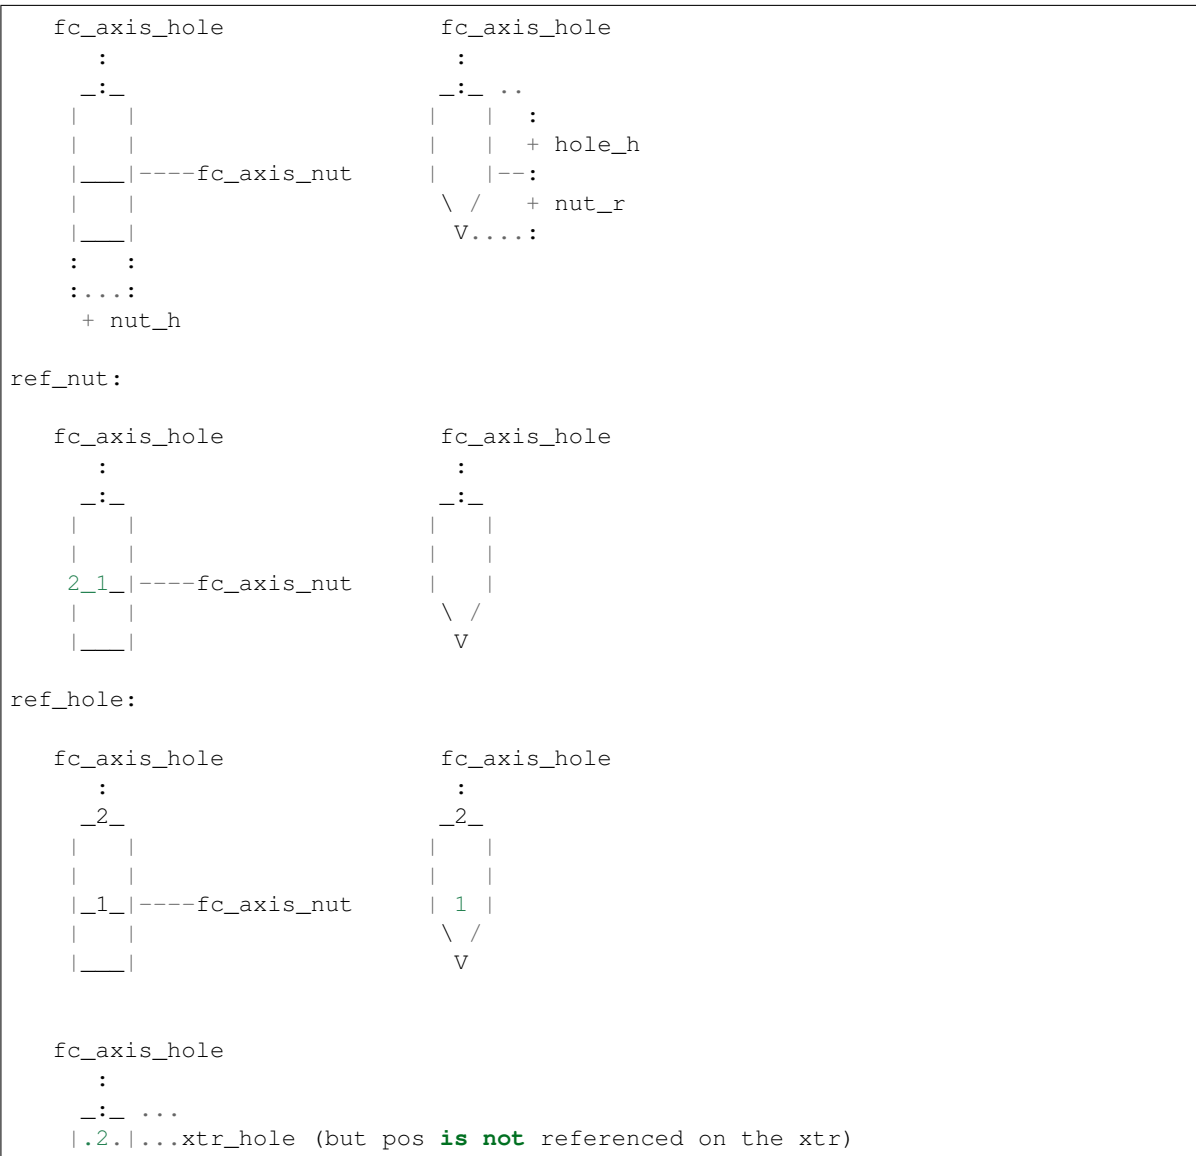 fc_axis_hole               fc_axis_hole
      :                        :
     _:_                      _:_ ..
    |   |                    |   |  :
    |   |                    |   |  + hole_h
    |___|----fc_axis_nut     |   |--:
    |   |                     \ /   + nut_r
    |___|                      V....:
    :   :
    :...:
     + nut_h

ref_nut:

   fc_axis_hole               fc_axis_hole
      :                        :
     _:_                      _:_
    |   |                    |   |
    |   |                    |   |
    2_1_|----fc_axis_nut     |   |
    |   |                     \ /
    |___|                      V

ref_hole:

   fc_axis_hole               fc_axis_hole
      :                        :
     _2_                      _2_
    |   |                    |   |
    |   |                    |   |
    |_1_|----fc_axis_nut     | 1 |
    |   |                     \ /
    |___|                      V


   fc_axis_hole
      :
     _:_ ...
    |.2.|...xtr_hole (but pos is not referenced on the xtr)